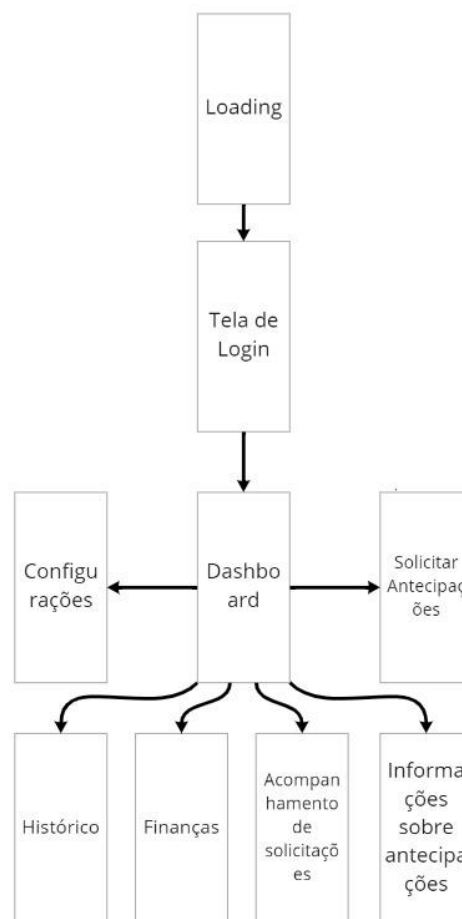 Loading
Tela de
Login
Configu
rações
Dashbo
ard
Solicitar
Antecipaç
ões
Histórico
Finanças
Acompan
hamento
de
solicitaçõ
es
Informa
ções
sobre
antecipa
ções